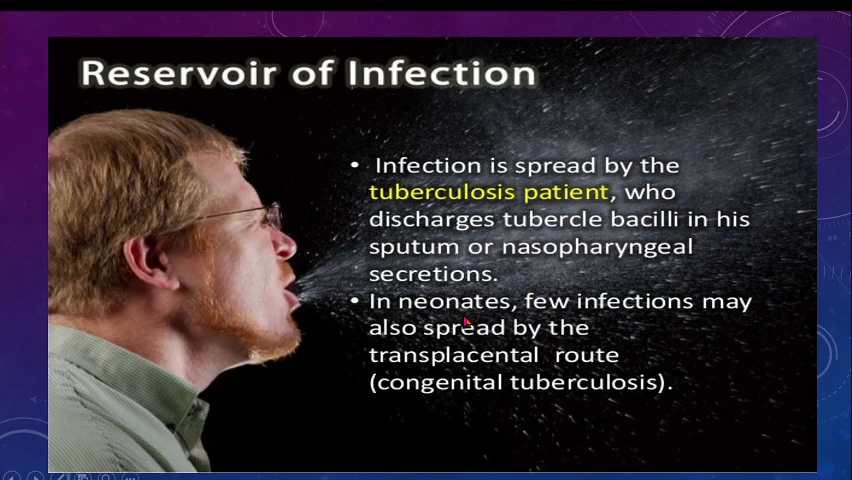 Reservoir of Infection
• Infection is spread by the
tuberculosis patient, who
discharges tubercle bacilli in his
sputum or nasopharyngeal
secretions.
• In neonates, few infections may
also spread by the
transplacental route
(congenital tuberculosis).